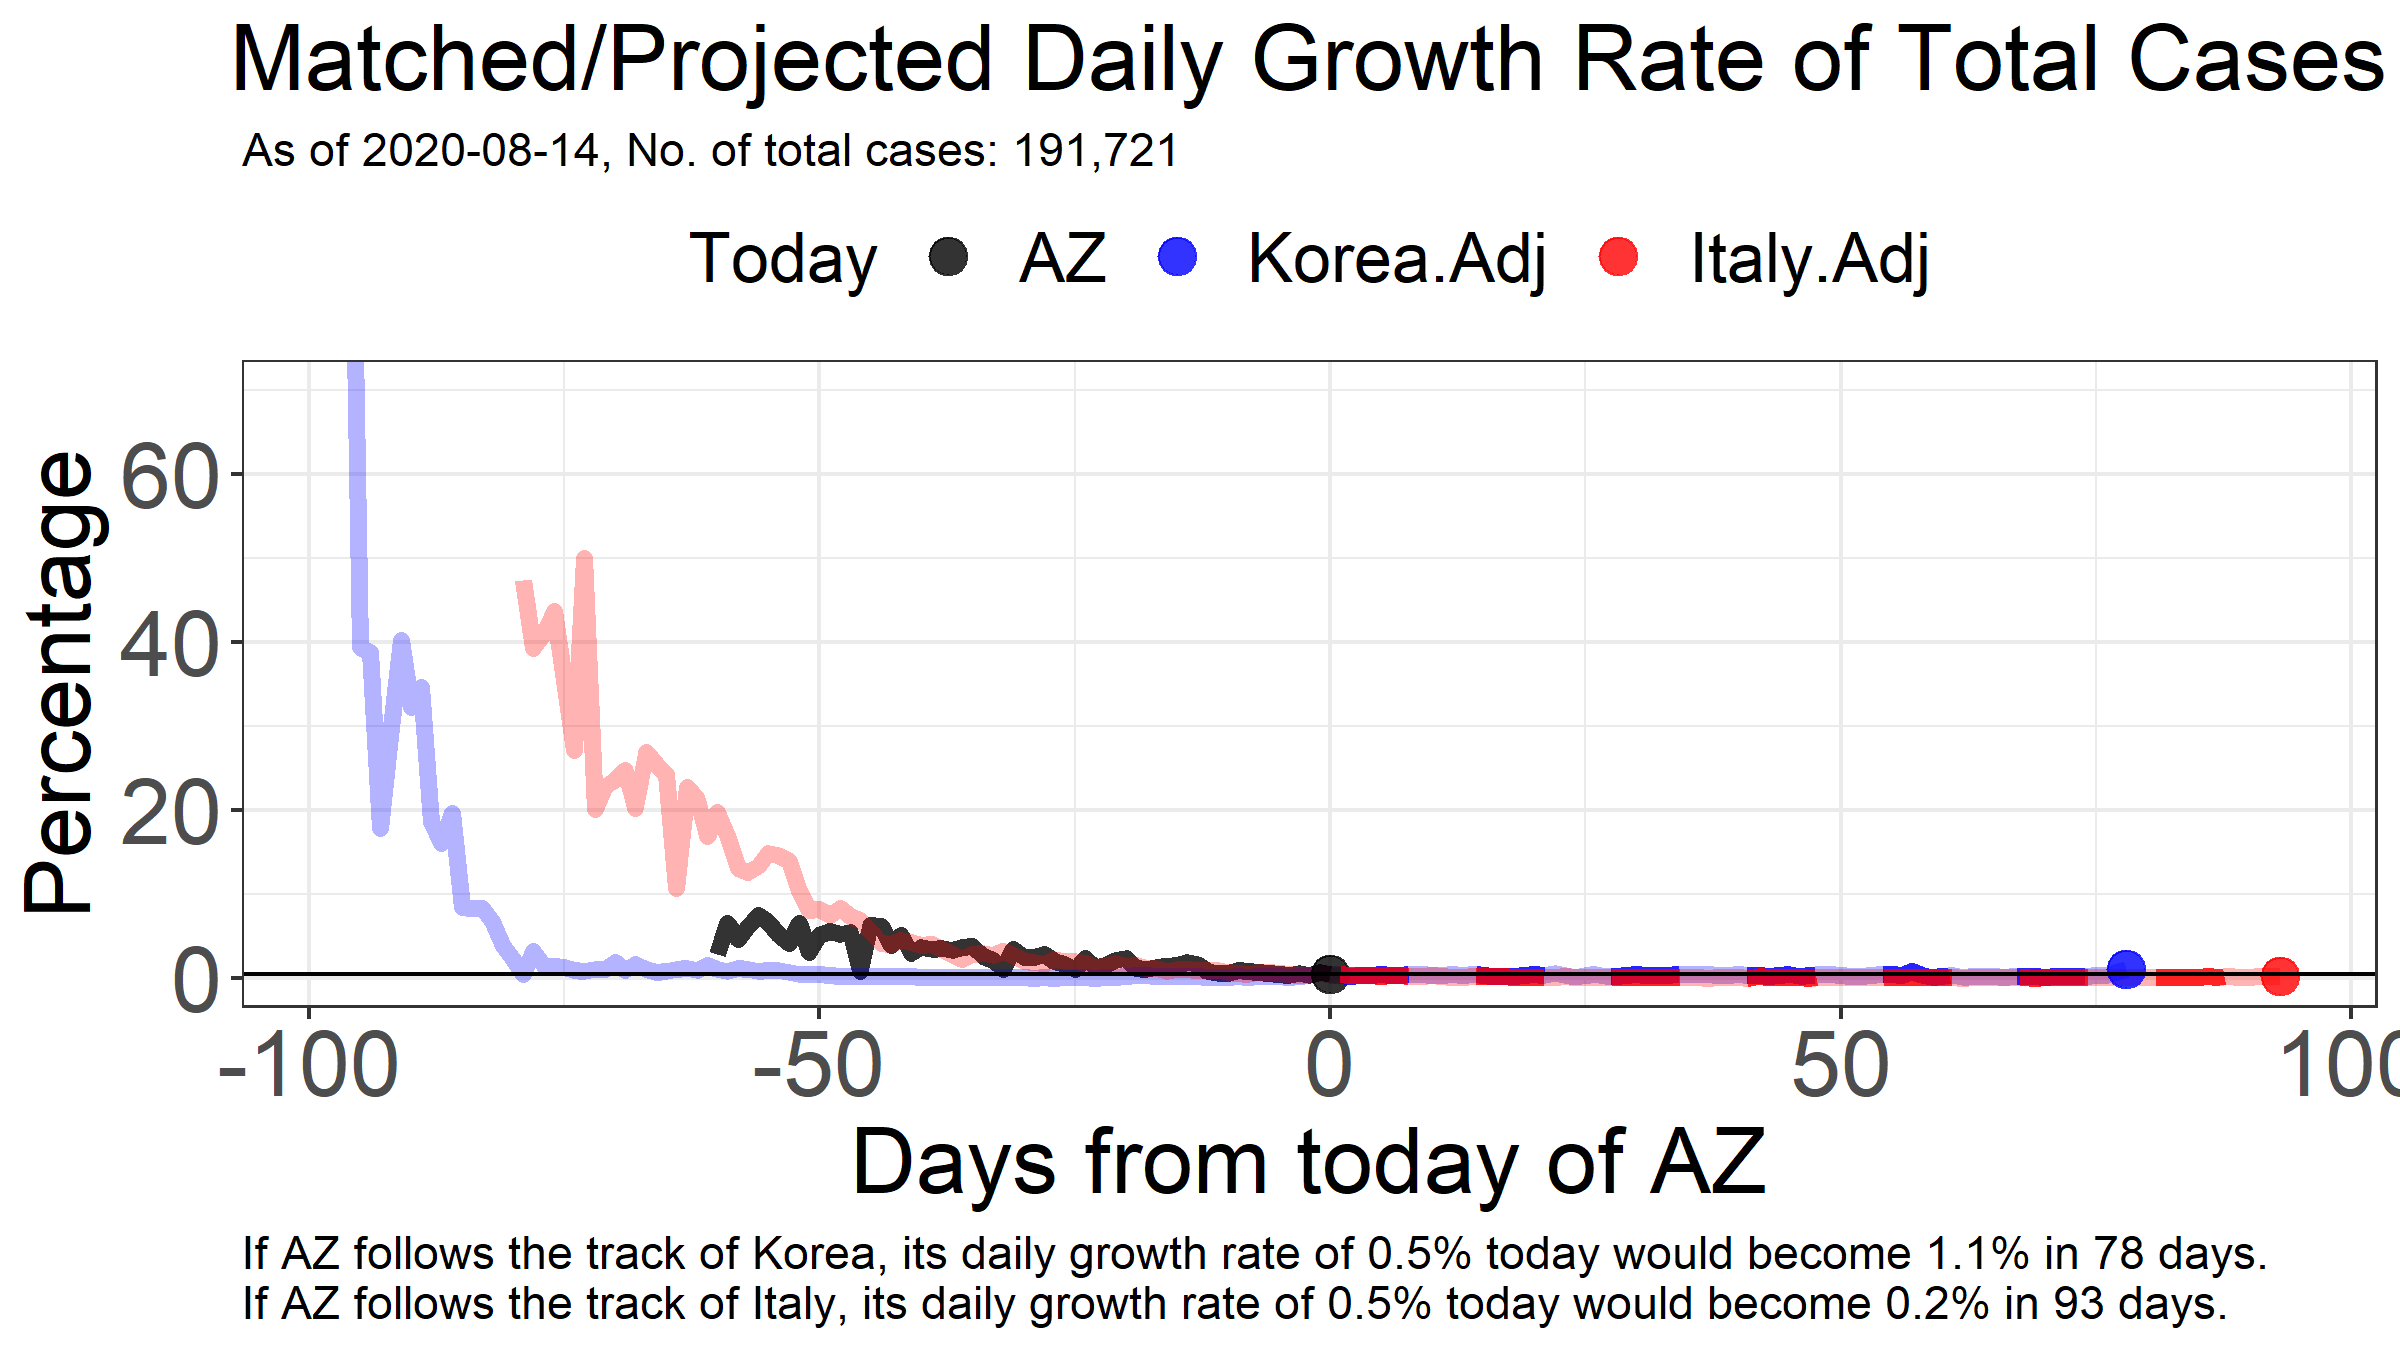 Matched/Projected Daily Growth Rate of Total Cases
As of 2020-08-14, No. of total cases: 191,721
Today AZ Korea.Adj Italy.Adj
Percentage
60
40
20
0
-100 -50 0 50 100
Days from today of AZ
If AZ follows the track of Korea, its daily growth rate of 0.5% today would become 1.1% in 78 days.
If AZ follows the track of Italy, its daily growth rate of 0.5% today would become 0.2% in 93 days.